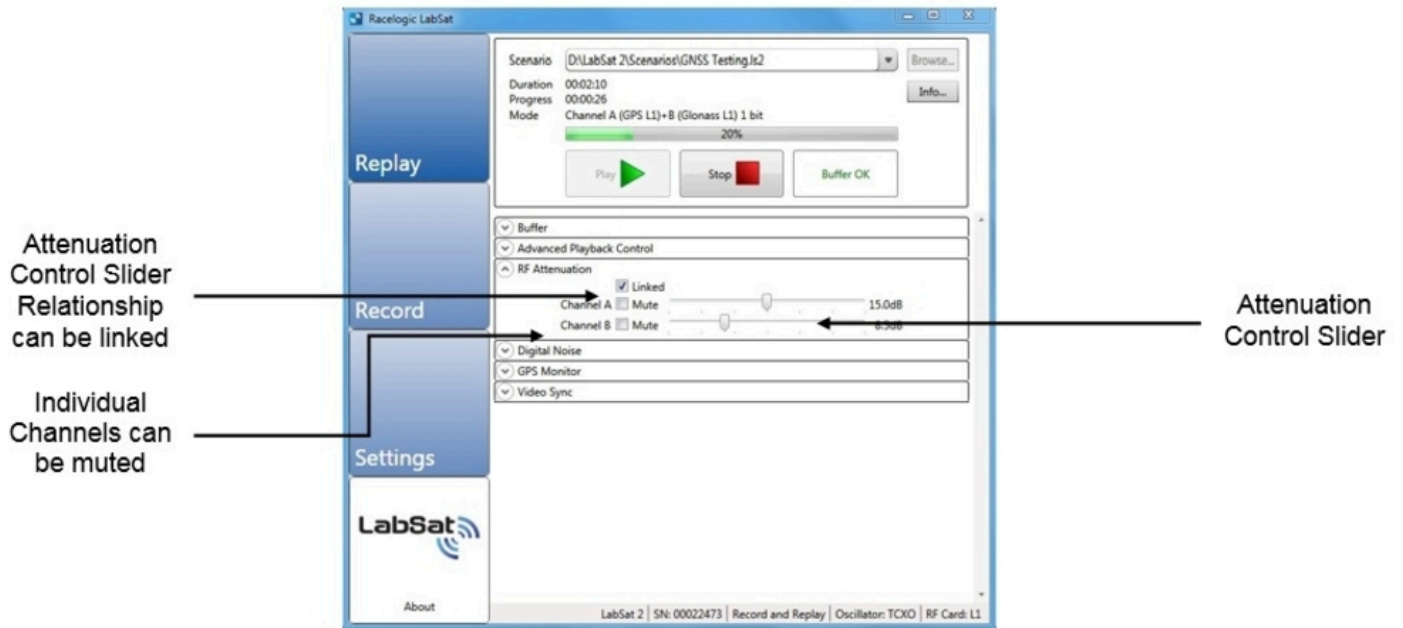 Racelogic LabSat
Scenario D:\LabSat 2\Scenarios\GNSS Testing.ls2 Browse...
Duration 00:02:10 Info...
Progress 00:00:26
Mode Channel A (GPS L1)+B (Glonass L1) 1 bit
20%
Play Stop Buffer OK
Replay
Buffer
Advanced Playback Control
RF Attenuation
Linked
Channel A Mute 15.0dB
Channel B Mute 8.5dB
Digital Noise
GPS Monitor
Video Sync
Record
Settings
LabSat
About
LabSat 2 SN: 00022473 Record and Replay Oscillator: TCXO RF Card: L1
Attenuation
Control Slider
Relationship
can be linked
Individual
Channels can
be muted
Attenuation
Control Slider